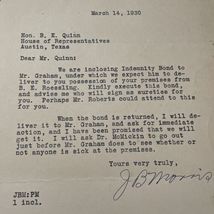 March 14, 1930
Hon. B. E. Quinn
House of Representatives
Austin, Texas
Dear Mr. Quinn:
We are inclosing Indemnity Bond to
Mr. Graham, under which we expect him to de-
liver to you possession of your premises from
B. E. Roessling. Kindly execute this bond,
and advise me who will sign as sureties for
you. Perhaps Mr. Roberts could attend to this
for you.
When the bond is returned, I will de-
liver it to Mr. Graham, and ask for immediate
action, and I have been promised that we will
get it. I will ask Dr. McMickin to go out
just before Mr. Graham does to see whether or
not anyone is sick at the premises.
Yours very truly,
J B Morris
JBM:PM
1 incl.